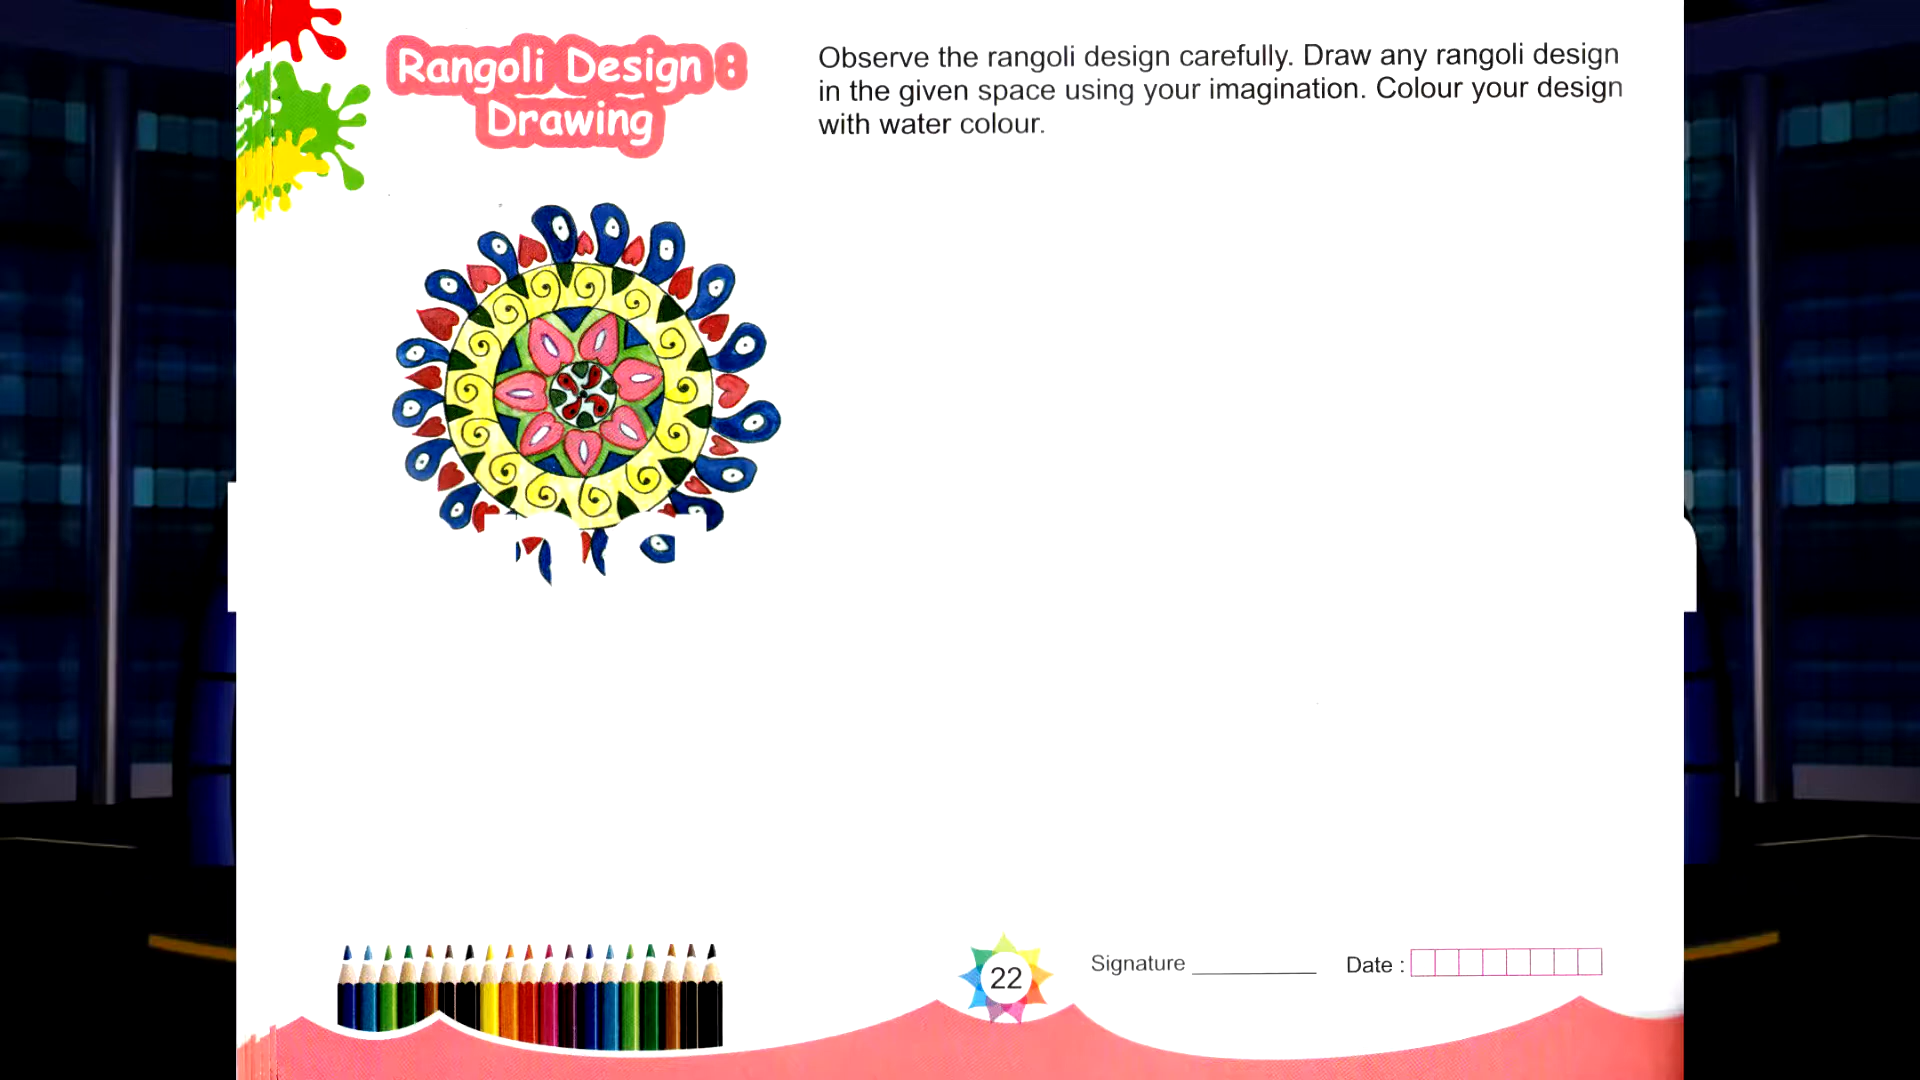 Rangoli Design :
Drawing
Observe the rangoli design carefully. Draw any rangoli design
in the given space using your imagination. Colour your design
with water colour.
22
Signature ___________
Date :